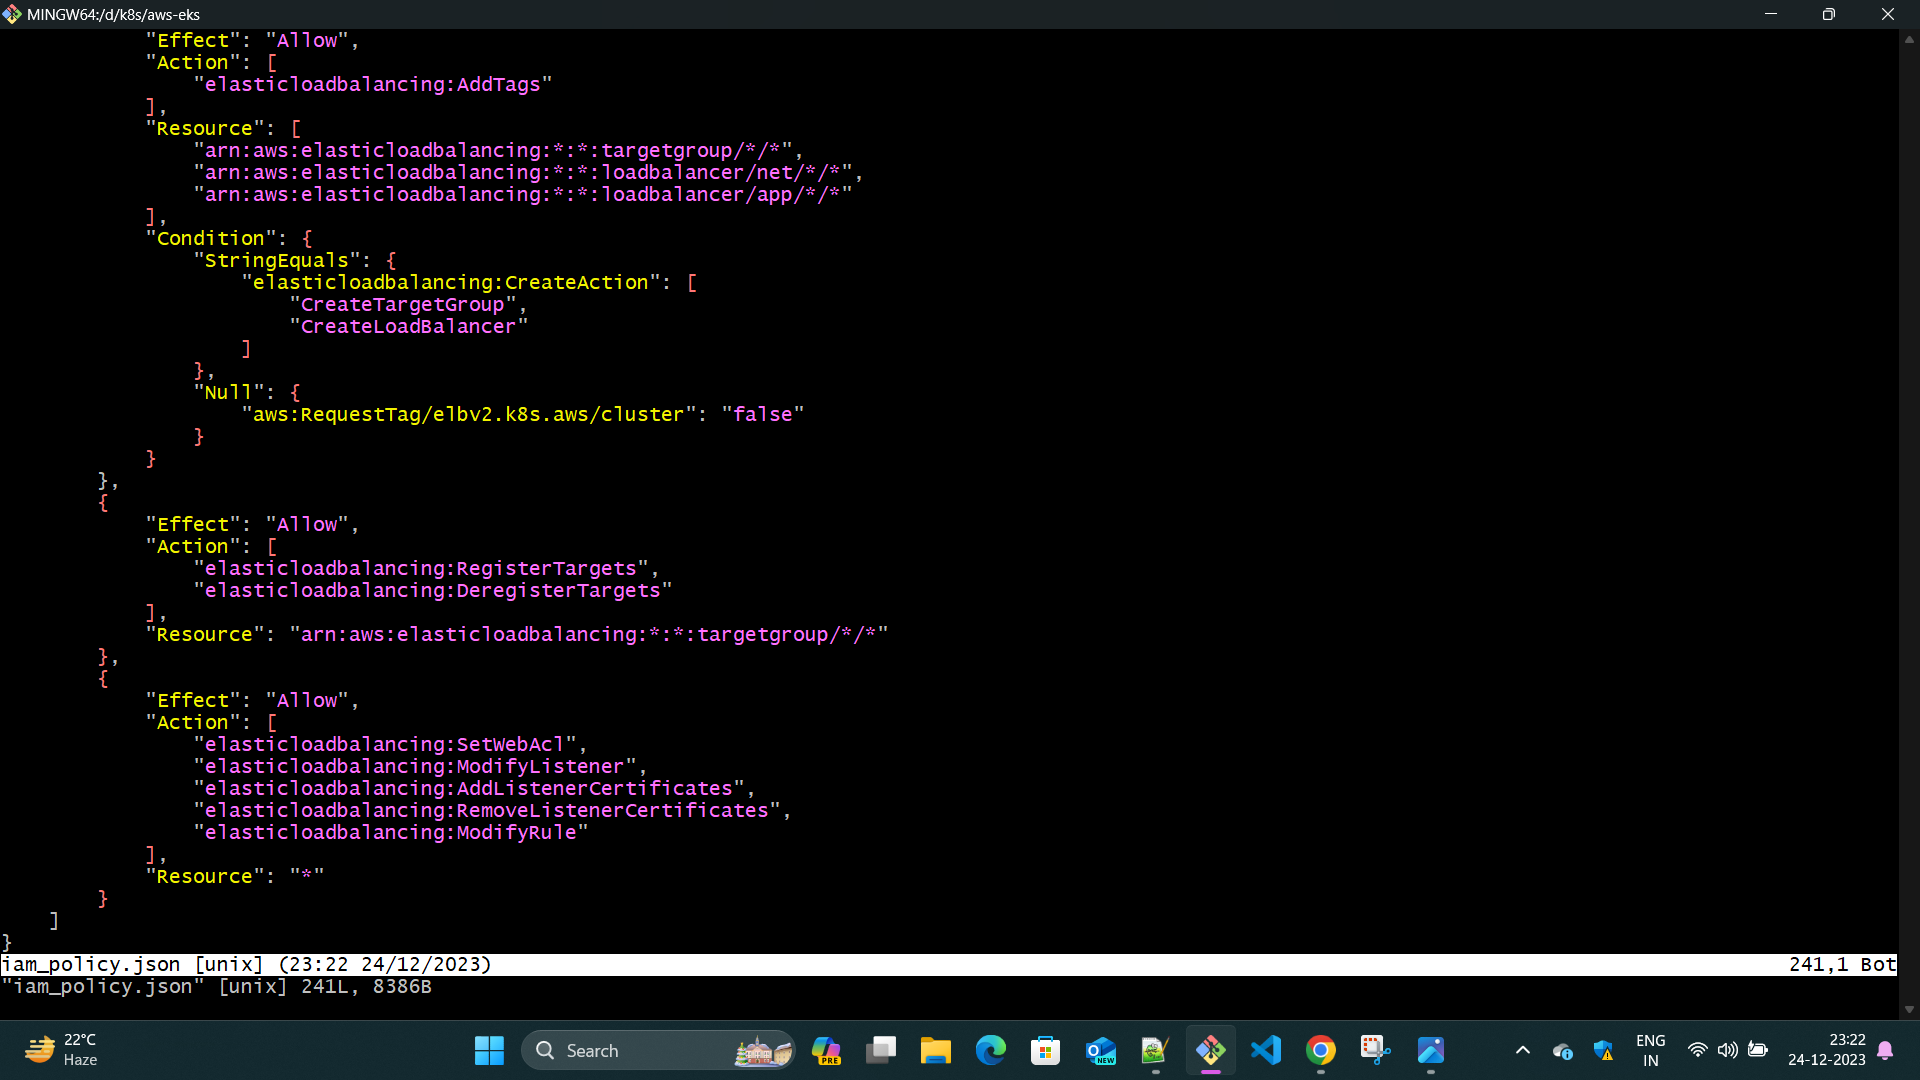 MINGW64:/d/k8s/aws-eks
            "Effect": "Allow",
            "Action": [
                "elasticloadbalancing:AddTags"
            ],
            "Resource": [
                "arn:aws:elasticloadbalancing:*:*:targetgroup/*/*",
                "arn:aws:elasticloadbalancing:*:*:loadbalancer/net/*/*",
                "arn:aws:elasticloadbalancing:*:*:loadbalancer/app/*/*"
            ],
            "Condition": {
                "StringEquals": {
                    "elasticloadbalancing:CreateAction": [
                        "CreateTargetGroup",
                        "CreateLoadBalancer"
                    ]
                },
                "Null": {
                    "aws:RequestTag/elbv2.k8s.aws/cluster": "false"
                }
            }
        },
        {
            "Effect": "Allow",
            "Action": [
                "elasticloadbalancing:RegisterTargets",
                "elasticloadbalancing:DeregisterTargets"
            ],
            "Resource": "arn:aws:elasticloadbalancing:*:*:targetgroup/*/*"
        },
        {
            "Effect": "Allow",
            "Action": [
                "elasticloadbalancing:SetWebAcl",
                "elasticloadbalancing:ModifyListener",
                "elasticloadbalancing:AddListenerCertificates",
                "elasticloadbalancing:RemoveListenerCertificates",
                "elasticloadbalancing:ModifyRule"
            ],
            "Resource": "*"
        }
    ]
}
iam_policy.json [unix] (23:22 24/12/2023) 241,1 Bot
"iam_policy.json" [unix] 241L, 8386B
22°C
Haze
Search
PRE
NEW
ENG
IN
23:22
24-12-2023